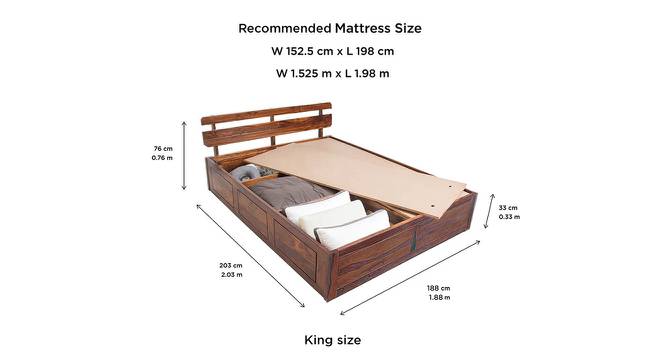 Recommended Mattress Size
W 152.5 cm x L 198 cm
W 1.525 m x L 1.98 m
76 cm
0.76 m
33 cm
0.33 m
203 cm
2.03 m
188 cm
1.88 m
King size